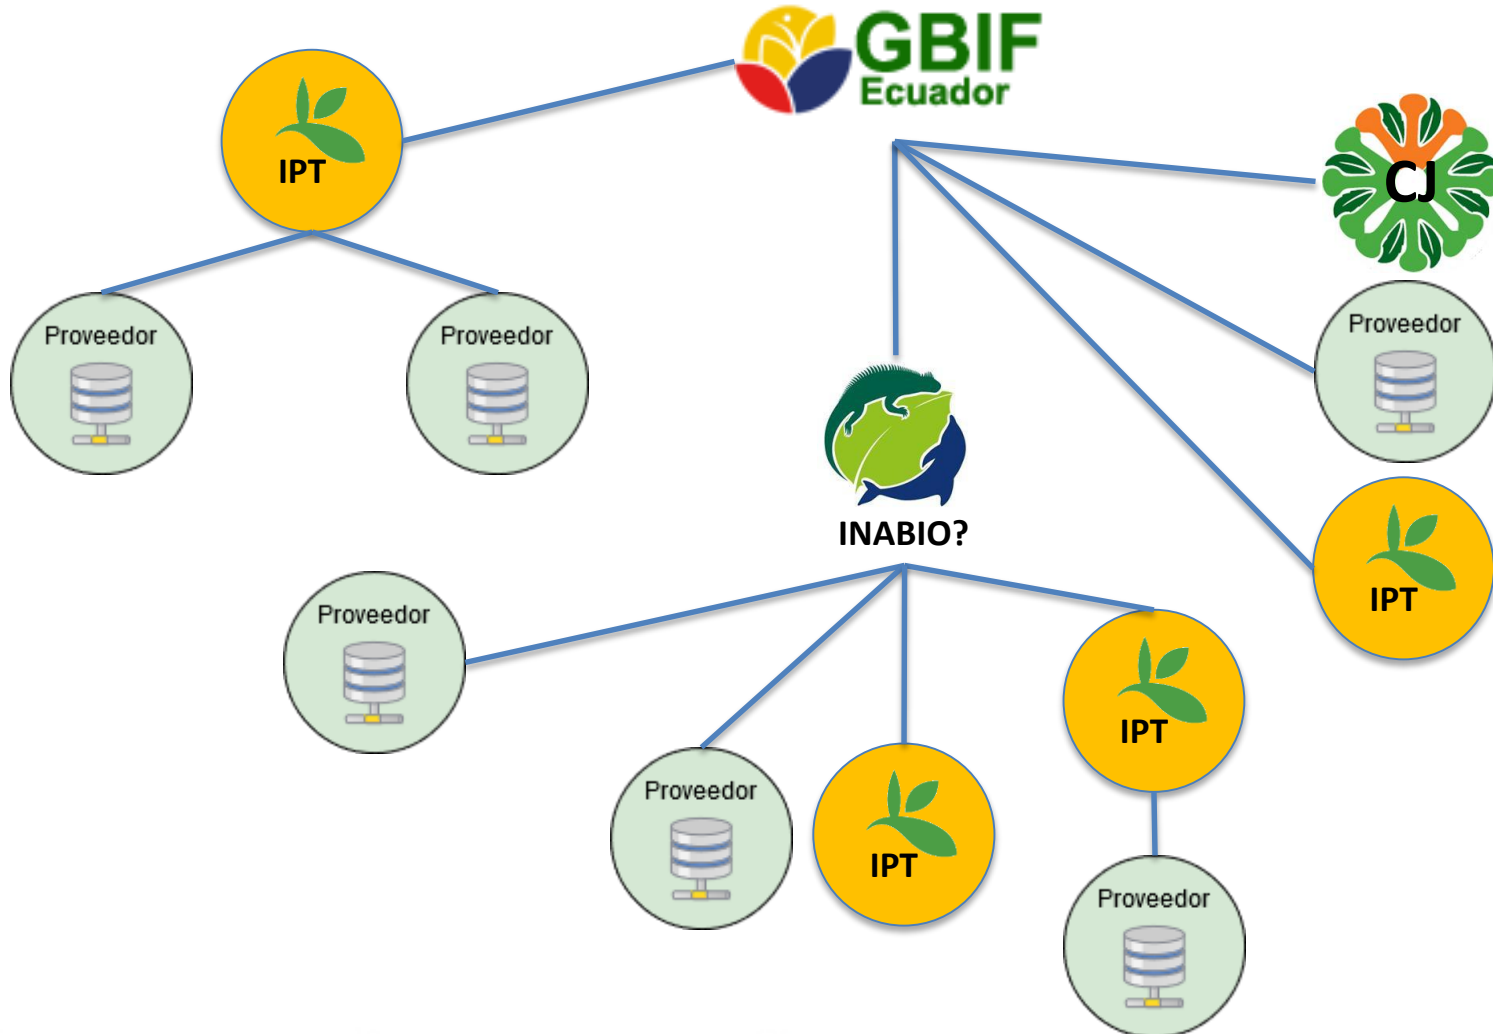 GBIF
Ecuador
IPT
CJ
Proveedor
Proveedor
Proveedor
INABIO?
IPT
Proveedor
IPT
Proveedor
IPT
Proveedor